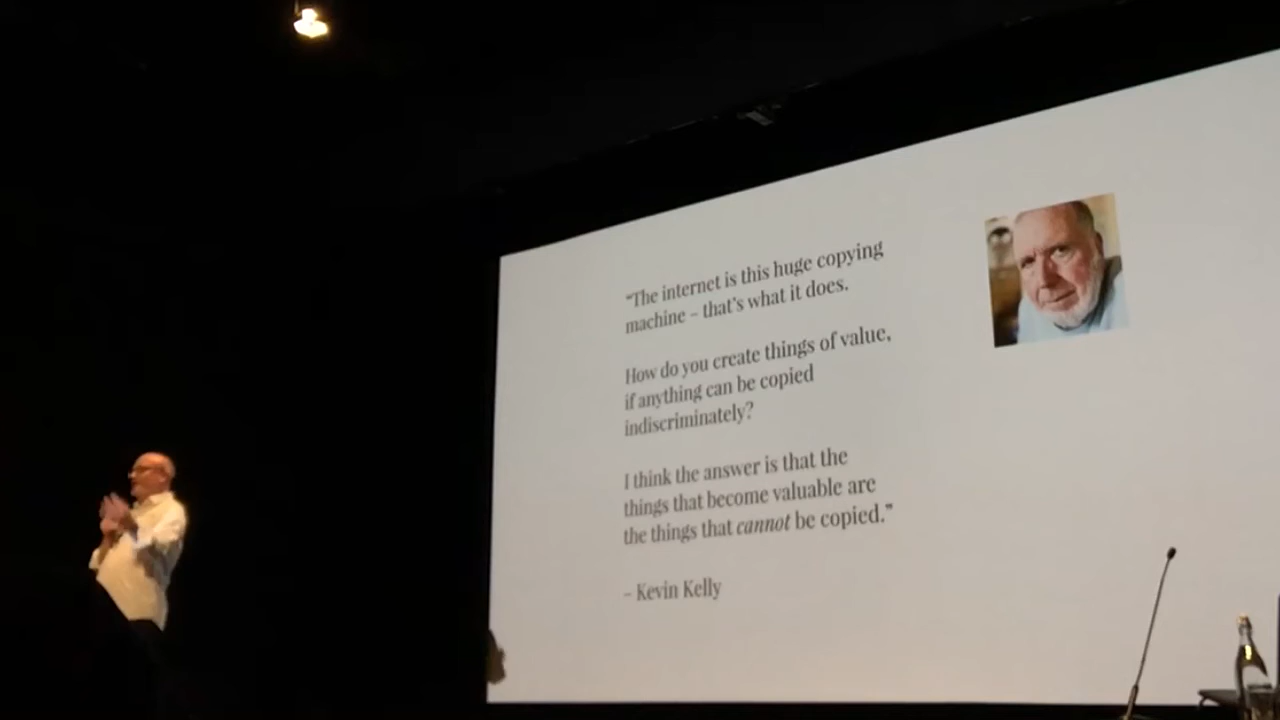 “The internet is this huge copying
machine – that’s what it does.
How do you create things of value,
if anything can be copied
indiscriminately?
I think the answer is that the
things that become valuable are
the things that cannot be copied.”
– Kevin Kelly